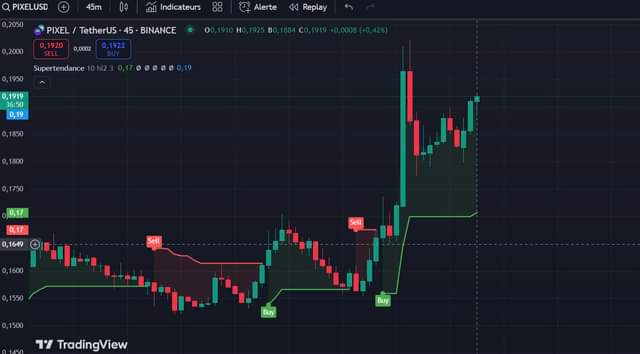 PIXELUSD 45m Indicateurs Alerte Replay
PIXEL / TetherUS · 45 · BINANCE O0,1910 H0,1925 B0,1884 C0,1919 +0,0008 (+0,42%)
0,1920 SELL 0,0002 0,1922 BUY
Supertendance 10 hl2 3 0,17 Ø Ø Ø Ø Ø 0,19
0,2050
0,2000
0,1950
0,1919
36:50
0,19
0,1850
0,1800
0,1750
0,17
0,17
0,1649
0,1600
0,1550
0,1500
0,1450
Sell
Sell
Buy
Buy
TradingView